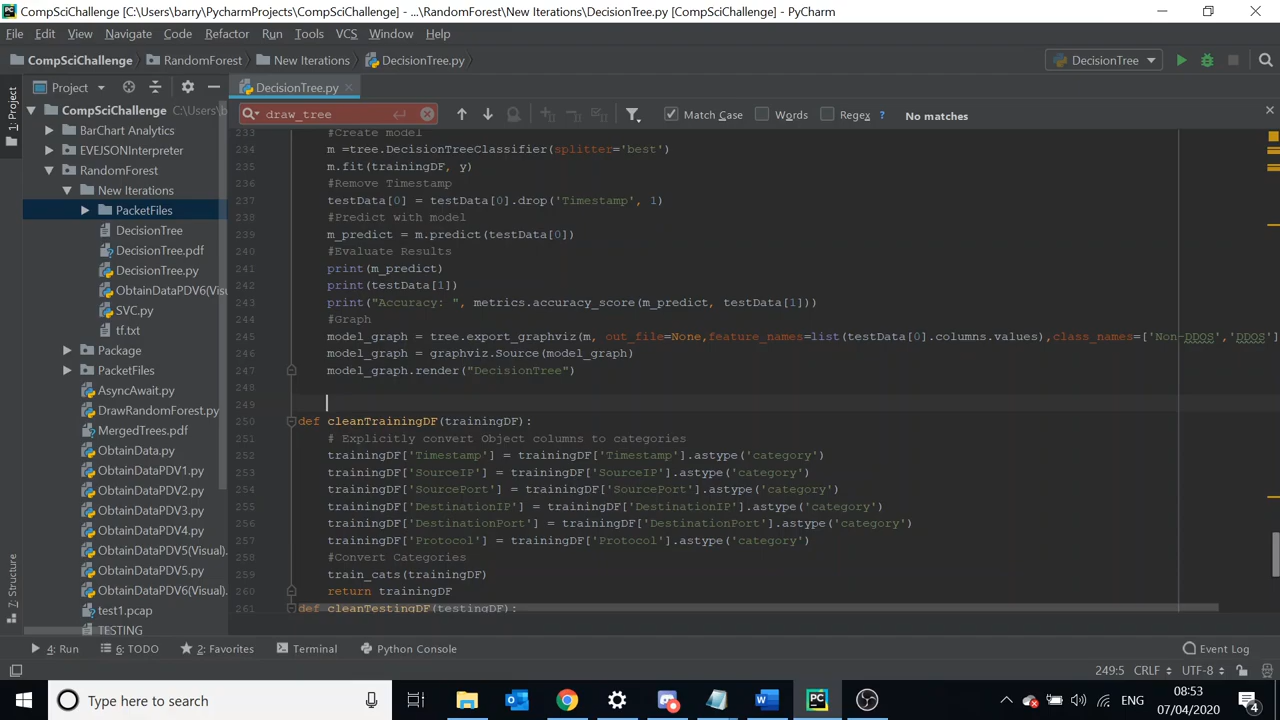 CompSciChallenge [C:\Users\barry\PycharmProjects\CompSciChallenge] - ...\RandomForest\New Iterations\DecisionTree.py [CompSciChallenge] - PyCharm
File Edit View Navigate Code Refactor Run Tools VCS Window Help
CompSciChallenge RandomForest New Iterations DecisionTree.py DecisionTree
Project DecisionTree.py
draw_tree Match Case Words Regex ? No matches
1: Project
7: Structure
CompSciChallenge C:\Users\b
BarChart Analytics
EVEJSONInterpreter
RandomForest
New Iterations
PacketFiles
DecisionTree
DecisionTree.pdf
DecisionTree.py
ObtainDataPDV6(Visu
SVC.py
tf.txt
Package
PacketFiles
AsyncAwait.py
DrawRandomForest.py
MergedTrees.pdf
ObtainData.py
ObtainDataPDV1.py
ObtainDataPDV2.py
ObtainDataPDV3.py
ObtainDataPDV4.py
ObtainDataPDV5(Visual).
ObtainDataPDV5.py
ObtainDataPDV6(Visual).
test1.pcap
TESTING
233 #Create model
234 m =tree.DecisionTreeClassifier(splitter='best')
235 m.fit(trainingDF, y)
236 #Remove Timestamp
237 testData[0] = testData[0].drop('Timestamp', 1)
238 #Predict with model
239 m_predict = m.predict(testData[0])
240 #Evaluate Results
241 print(m_predict)
242 print(testData[1])
243 print("Accuracy: ", metrics.accuracy_score(m_predict, testData[1]))
244 #Graph
245 model_graph = tree.export_graphviz(m, out_file=None,feature_names=list(testData[0].columns.values),class_names=['Non-DDOS','DDOS']
246 model_graph = graphviz.Source(model_graph)
247 model_graph.render("DecisionTree")
248
249
250 def cleanTrainingDF(trainingDF):
251 # Explicitly convert Object columns to categories
252 trainingDF['Timestamp'] = trainingDF['Timestamp'].astype('category')
253 trainingDF['SourceIP'] = trainingDF['SourceIP'].astype('category')
254 trainingDF['SourcePort'] = trainingDF['SourcePort'].astype('category')
255 trainingDF['DestinationIP'] = trainingDF['DestinationIP'].astype('category')
256 trainingDF['DestinationPort'] = trainingDF['DestinationPort'].astype('category')
257 trainingDF['Protocol'] = trainingDF['Protocol'].astype('category')
258 #Convert Categories
259 train_cats(trainingDF)
260 return trainingDF
261 def cleanTestingDF(testingDF):
4: Run 6: TODO 2: Favorites Terminal Python Console Event Log
249:5 CRLF UTF-8
Type here to search ENG 08:53 07/04/2020 4